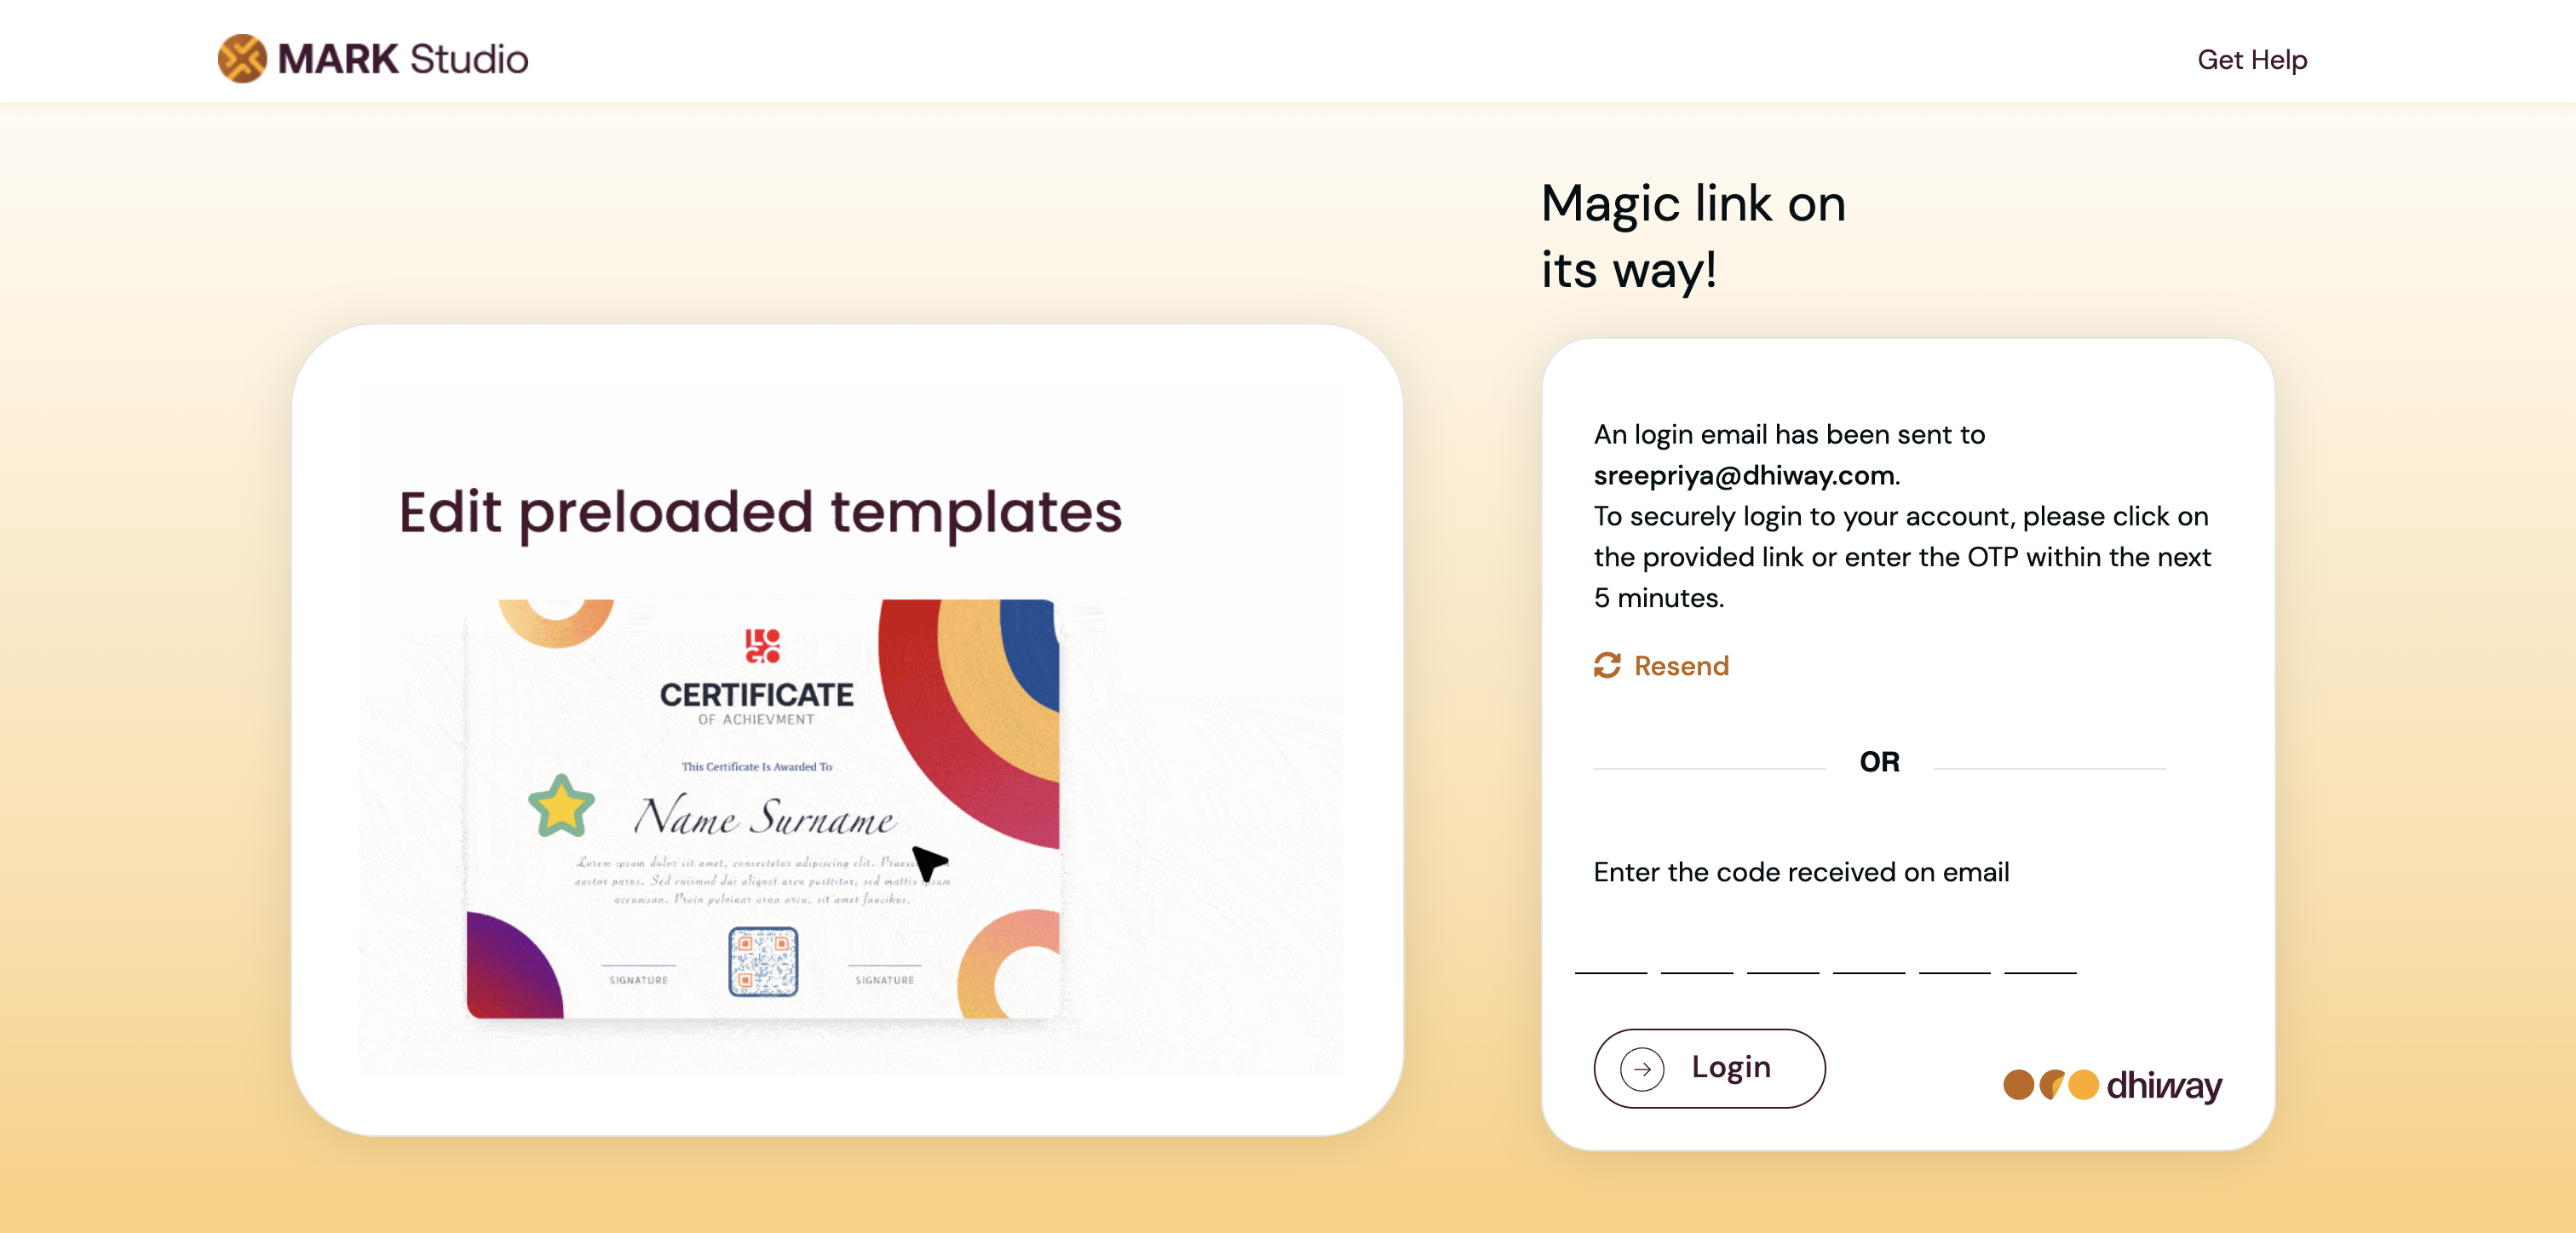 MARK Studio
Get Help
Magic link on
its way!
An login email has been sent to
sreepriya@dhiway.com.
To securely login to your account, please click on
the provided link or enter the OTP within the next
5 minutes.
Resend
OR
Enter the code received on email
Login
dhiway
Edit preloaded templates
LOGO
CERTIFICATE
OF ACHIEVMENT
This Certificate Is Awarded To
Name Surname
Lorem ipsum dolor sit amet, consectetur adipiscing elit.
auctor purus. Sed euismod dui aliquet arcu porttitor, sed mattis ipsum
accumsan. Proin pulvinar urna arcu, sit amet faucibus.
SIGNATURE
SIGNATURE